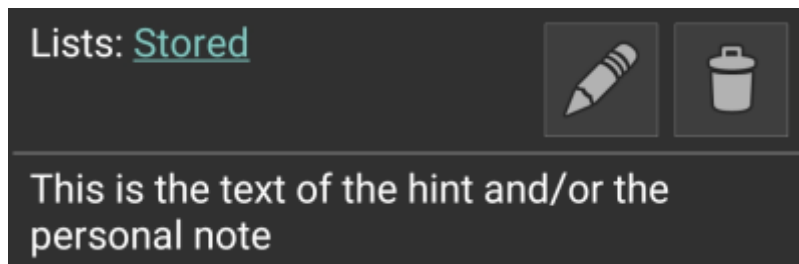 Lists: Stored
This is the text of the hint and/or the
personal note